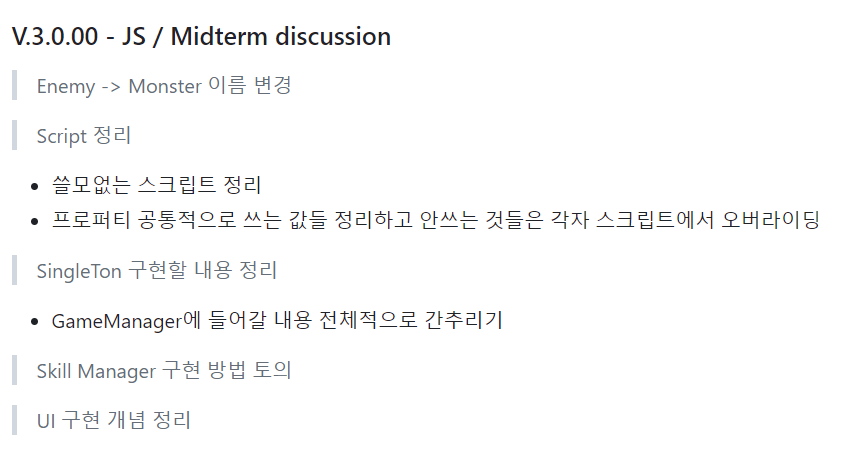 V.3.0.00 - JS / Midterm discussion
Enemy -> Monster 이름 변경
Script 정리
쓸모없는 스크립트 정리
프로퍼티 공통적으로 쓰는 값들 정리하고 안쓰는 것들은 각자 스크립트에서 오버라이딩
SingleTon 구현할 내용 정리
GameManager에 들어갈 내용 전체적으로 간추리기
Skill Manager 구현 방법 토의
UI 구현 개념 정리